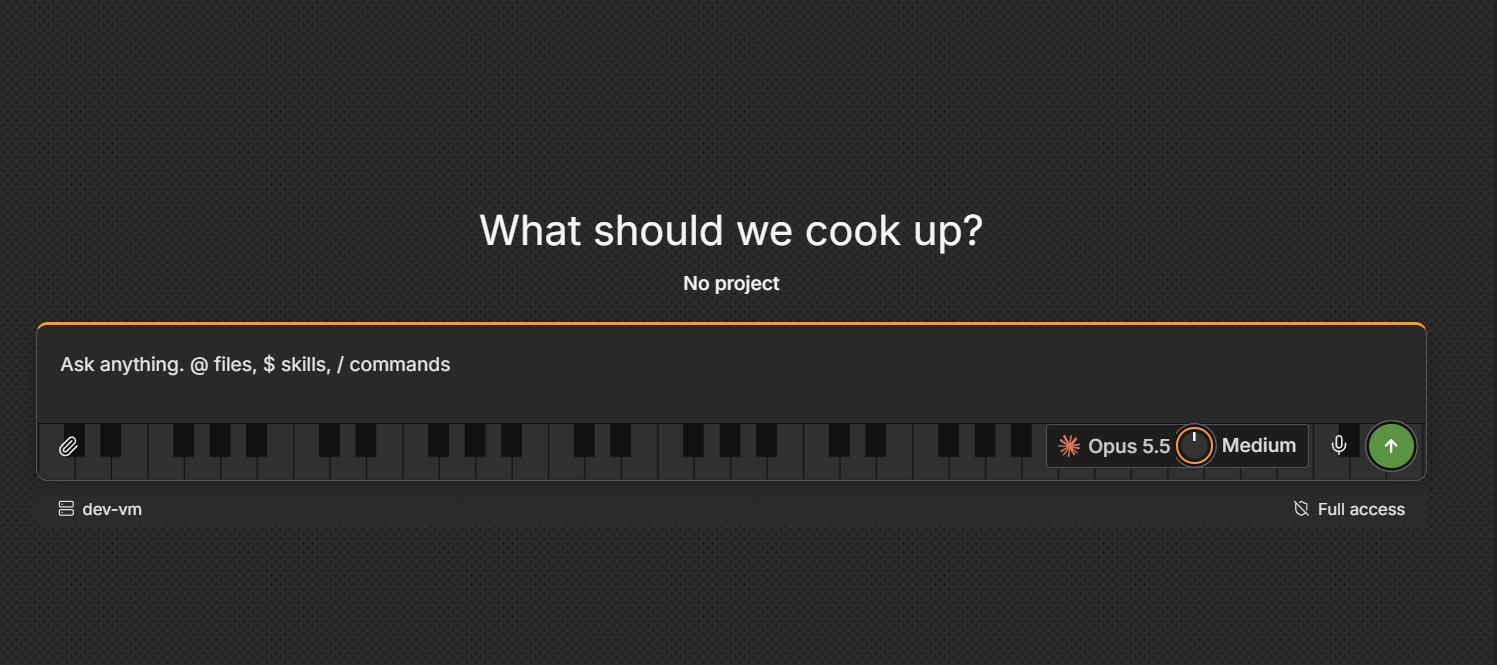 What should we cook up?
No project
Ask anything. @ files, $ skills, / commands
Opus 5.5 Medium
dev-vm Full access